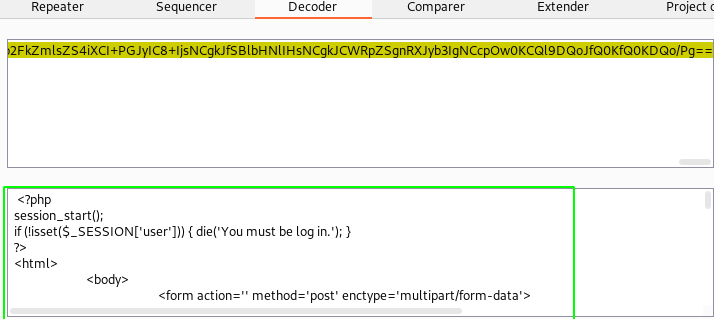 Repeater Sequencer Decoder Comparer Extender Project o
b2FkZmlsZS4iXCI+PGJyIC8+IjsNCgkJfSBlbHNlIHsNCgkJCWRpZSgnRXJyb3IgNCcpOw0KCQl9DQoJfQ0KfQ0KDQo/Pg==
<?php
session_start();
if (!isset($_SESSION['user'])) { die('You must be log in.'); }
?>
<html>
<body>
<form action='' method='post' enctype='multipart/form-data'>